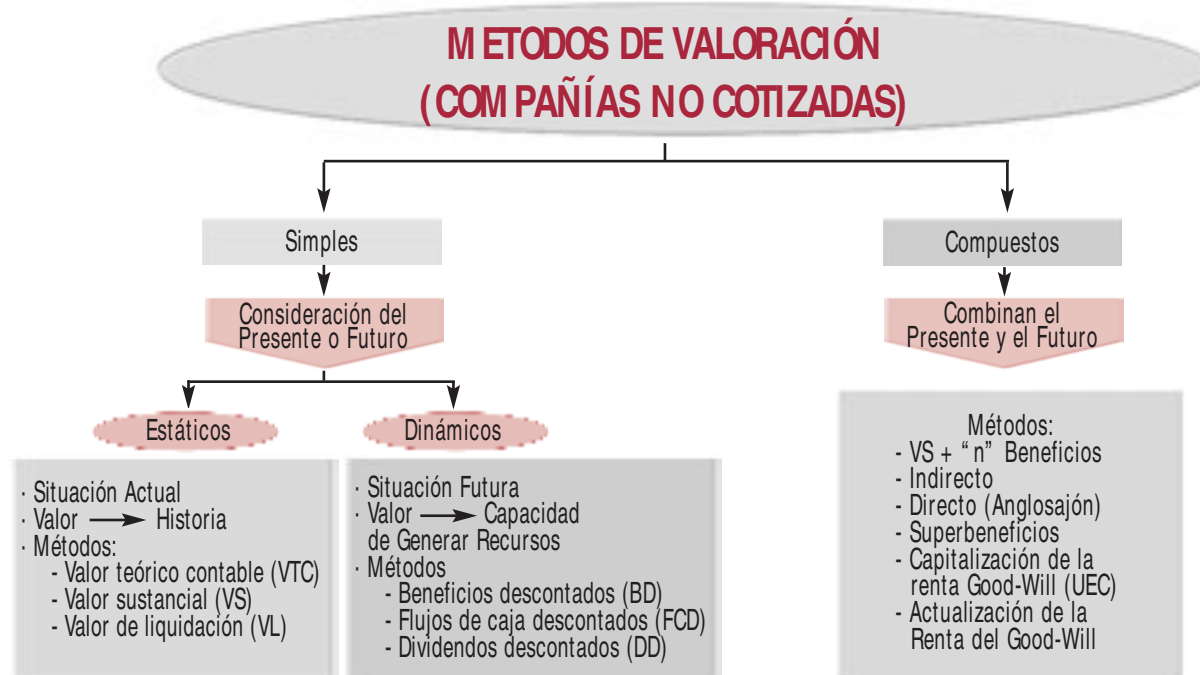 METODOS DE VALORACIÓN
(COMPAÑÍAS NO COTIZADAS)
Simples
Consideración del
Presente o Futuro
Estáticos
· Situación Actual
· Valor → Historia
· Métodos:
- Valor teórico contable (VTC)
- Valor sustancial (VS)
- Valor de liquidación (VL)
Dinámicos
· Situación Futura
· Valor → Capacidad
de Generar Recursos
· Métodos
- Beneficios descontados (BD)
- Flujos de caja descontados (FCD)
- Dividendos descontados (DD)
Compuestos
Combinan el
Presente y el Futuro
Métodos:
- VS + “n” Beneficios
- Indirecto
- Directo (Anglosajón)
- Superbeneficios
- Capitalización de la
renta Good-Will (UEC)
- Actualización de la
Renta del Good-Will